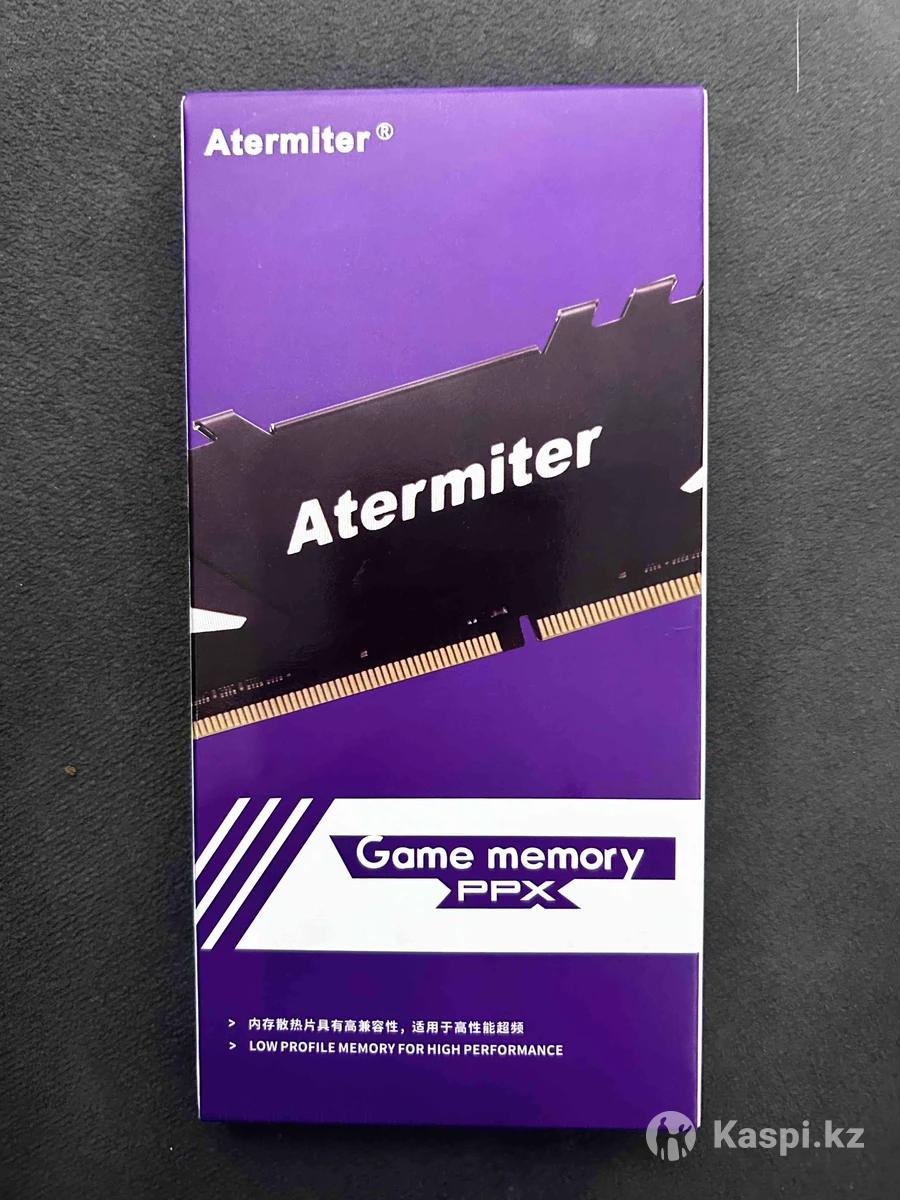 Atermiter®
Atermiter
Game memory
PPX
> 内存散热片具有高兼容性，适用于高性能超频
> LOW PROFILE MEMORY FOR HIGH PERFORMANCE
Kaspi.kz